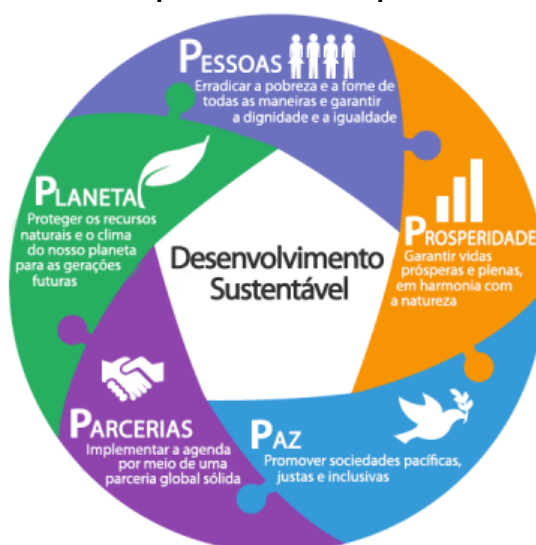 PESSOAS
Erradicar a pobreza e a fome de
todas as maneiras e garantir
a dignidade e a igualdade
PROSPERIDADE
Garantir vidas
prósperas e plenas,
em harmonia com
a natureza
PAZ
Promover sociedades pacíficas,
justas e inclusivas
PARCERIAS
Implementar a agenda
por meio de uma
parceria global sólida
PLANETA
Proteger os recursos
naturais e o clima
do nosso planeta
para as gerações
futuras
Desenvolvimento
Sustentável